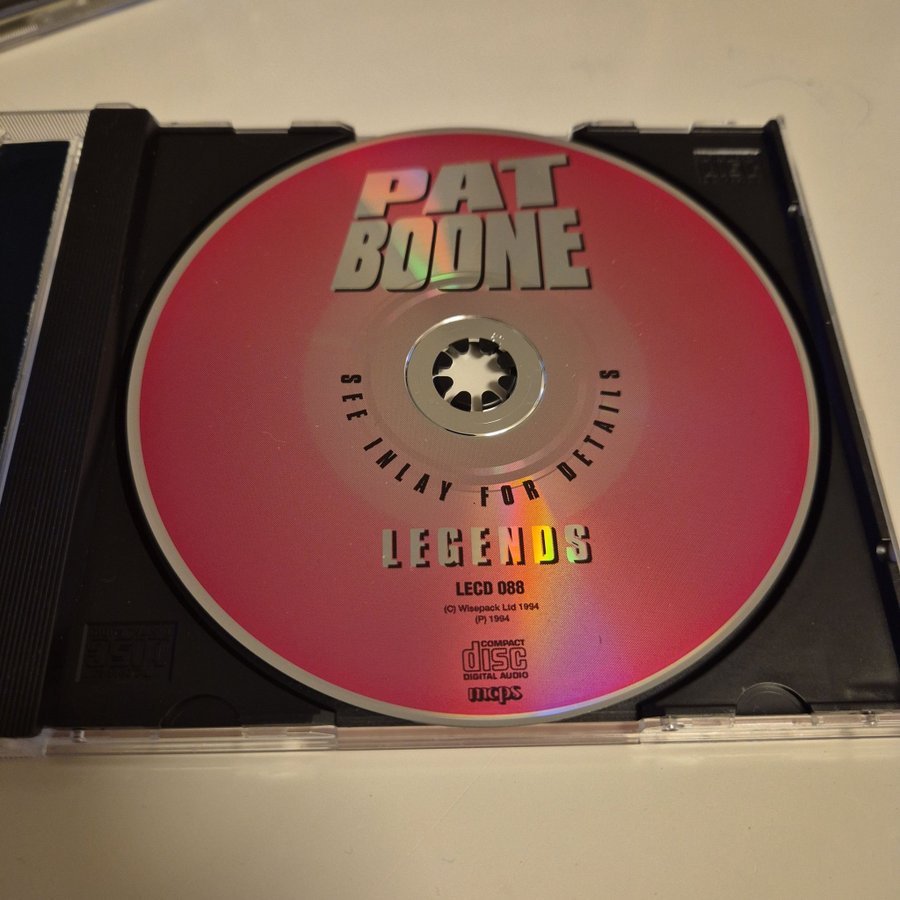 PAT
BOONE
SEE INLAY FOR DETAILS
LEGENDS
LECD 088
(C) Wisepack Ltd 1994
(P) 1994
COMPACT
disc
DIGITAL AUDIO
mcps